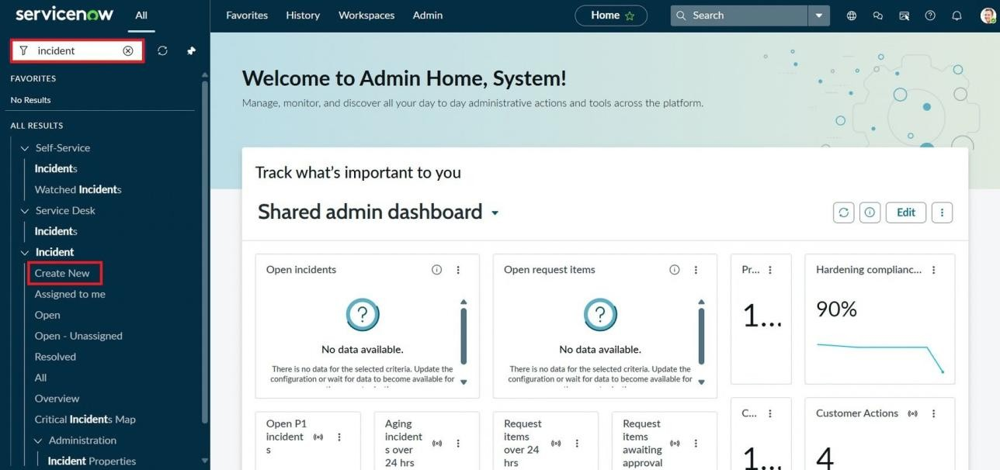 servicenow
All
Favorites
History
Workspaces
Admin
Home
Search
incident
FAVORITES
No Results
ALL RESULTS
Self-Service
Incidents
Watched Incidents
Service Desk
Incidents
Incident
Create New
Assigned to me
Open
Open - Unassigned
Resolved
All
Overview
Critical Incidents Map
Administration
Incident Properties
Welcome to Admin Home, System!
Manage, monitor, and discover all your day to day administrative actions and tools across the platform.
Track what's important to you
Shared admin dashboard
Edit
Open incidents
?
No data available.
There is no data for the selected criteria. Update the
configuration or wait for data to become available for
Open request items
?
No data available.
There is no data for the selected criteria. Update the
configuration or wait for data to become available for
Pr...
1...
Hardening complianc...
90%
Open P1
incident
s
Aging
incident
s over
24 hrs
Request
items
over 24
hrs
Request
items
awaiting
approval
C...
1...
Customer Actions
4